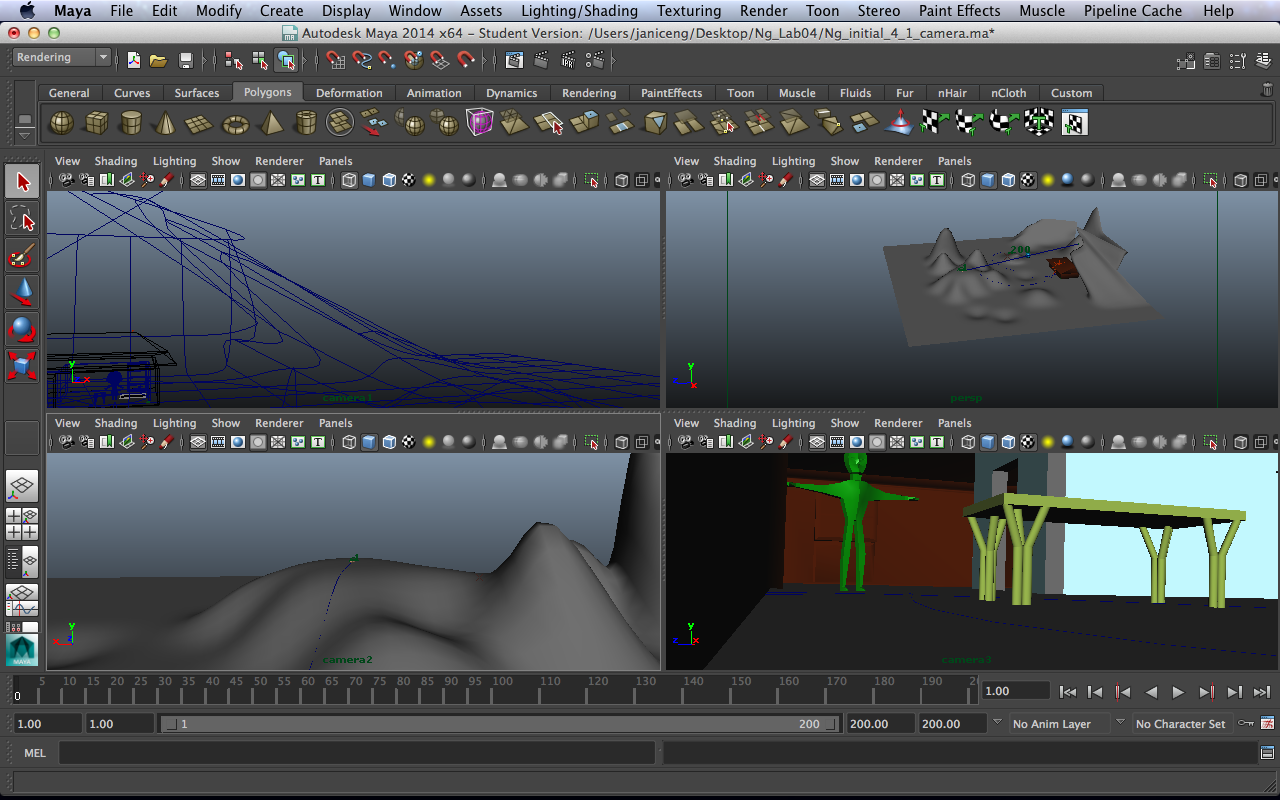 Maya File Edit Modify Create Display Window Assets Lighting/Shading Texturing Render Toon Stereo Paint Effects Muscle Pipeline Cache Help
Autodesk Maya 2014 x64 - Student Version: /Users/janiceng/Desktop/Ng_Lab04/Ng_initial_4_1_camera.ma*
Rendering
General Curves Surfaces Polygons Deformation Animation Dynamics Rendering PaintEffects Toon Muscle Fluids Fur nHair nCloth Custom
View Shading Lighting Show Renderer Panels
View Shading Lighting Show Renderer Panels
200
y
x
camera1
y
z
x
persp
View Shading Lighting Show Renderer Panels
View Shading Lighting Show Renderer Panels
1
y
x
z
camera2
y
z
x
camera3
MAYA
0 5 10 15 20 25 30 35 40 45 50 55 60 65 70 75 80 85 90 95 100 110 120 130 140 150 160 170 180 190 1.00
1.00 1.00 1 200 200.00 200.00 No Anim Layer No Character Set
MEL